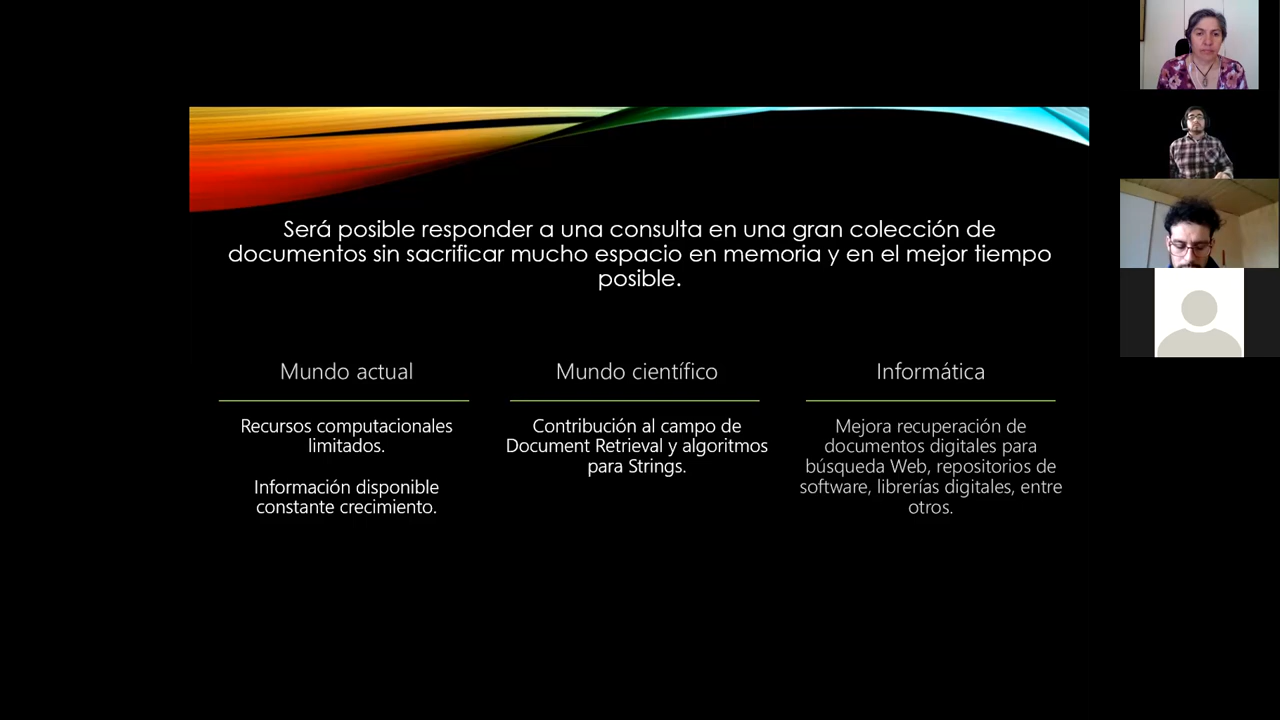 Será posible responder a una consulta en una gran colección de
documentos sin sacrificar mucho espacio en memoria y en el mejor tiempo
posible.
Mundo actual
Recursos computacionales
limitados.
Información disponible
constante crecimiento.
Mundo científico
Contribución al campo de
Document Retrieval y algoritmos
para Strings.
Informática
Mejora recuperación de
documentos digitales para
búsqueda Web, repositorios de
software, librerías digitales, entre
otros.